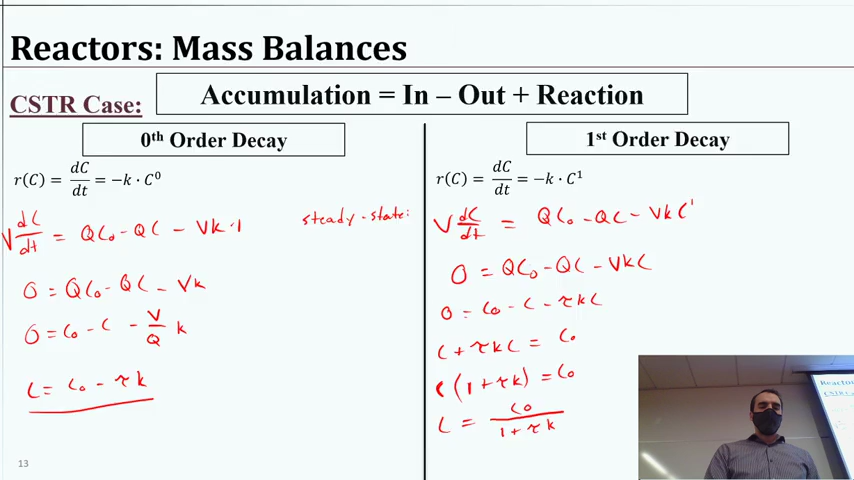 Reactors: Mass Balances
CSTR Case:
Accumulation = In – Out + Reaction
0th Order Decay
r(C) = dC/dt = −k · C⁰
V dC/dt = QC₀ - QC - Vk·1
steady-state:
0 = QC₀ - QC - Vk
0 = C₀ - C - V/Q k
C = C₀ - τk
1st Order Decay
r(C) = dC/dt = −k · C¹
V dC/dt = QC₀ - QC - VkC¹
0 = QC₀ - QC - VkC
0 = C₀ - C - τkC
C + τkC = C₀
C(1+τk) = C₀
C = C₀/(1+τk)
13